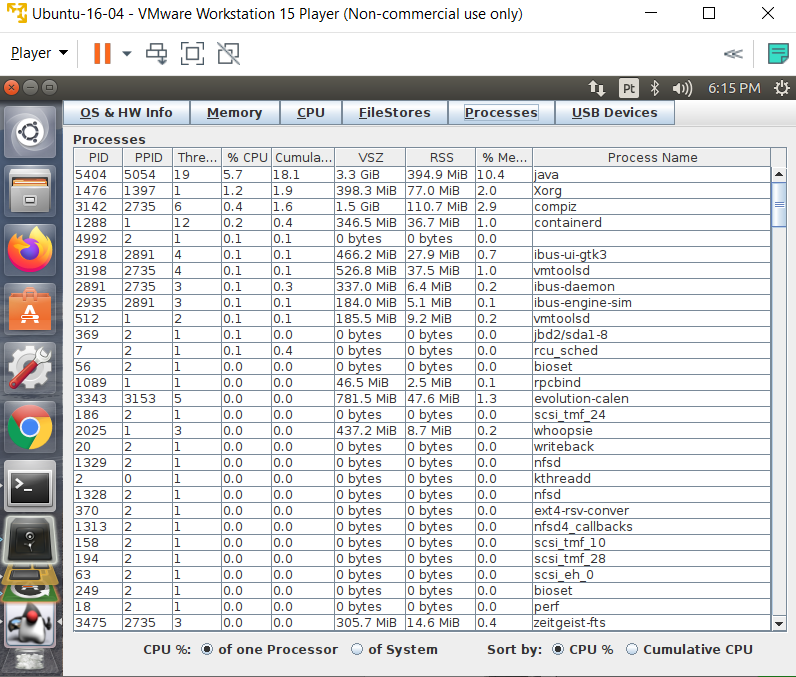 Ubuntu-16-04 - VMware Workstation 15 Player (Non-commercial use only)
Player
Pt 6:15 PM
OS & HW Info Memory CPU FileStores Processes USB Devices
Processes
PID PPID Thre... % CPU Cumula... VSZ RSS % Me... Process Name
5404 5054 19 5.7 18.1 3.3 GiB 394.9 MiB 10.4 java
1476 1397 1 1.2 1.9 398.3 MiB 77.0 MiB 2.0 Xorg
3142 2735 6 0.4 1.6 1.5 GiB 110.7 MiB 2.9 compiz
1288 1 12 0.2 0.4 346.5 MiB 36.7 MiB 1.0 containerd
4992 2 1 0.1 0.1 0 bytes 0 bytes 0.0
2918 2891 4 0.1 0.1 466.2 MiB 27.9 MiB 0.7 ibus-ui-gtk3
3198 2735 4 0.1 0.1 526.8 MiB 37.5 MiB 1.0 vmtoolsd
2891 2735 3 0.1 0.3 337.0 MiB 6.4 MiB 0.2 ibus-daemon
2935 2891 3 0.1 0.1 184.0 MiB 5.1 MiB 0.1 ibus-engine-sim
512 1 2 0.1 0.1 185.5 MiB 9.2 MiB 0.2 vmtoolsd
369 2 1 0.1 0.0 0 bytes 0 bytes 0.0 jbd2/sda1-8
7 2 1 0.1 0.4 0 bytes 0 bytes 0.0 rcu_sched
56 2 1 0.0 0.0 0 bytes 0 bytes 0.0 bioset
1089 1 1 0.0 0.0 46.5 MiB 2.5 MiB 0.1 rpcbind
3343 3153 5 0.0 0.0 781.5 MiB 47.6 MiB 1.3 evolution-calen
186 2 1 0.0 0.0 0 bytes 0 bytes 0.0 scsi_tmf_24
2025 1 3 0.0 0.0 437.2 MiB 8.7 MiB 0.2 whoopsie
20 2 1 0.0 0.0 0 bytes 0 bytes 0.0 writeback
1329 2 1 0.0 0.0 0 bytes 0 bytes 0.0 nfsd
2 0 1 0.0 0.0 0 bytes 0 bytes 0.0 kthreadd
1328 2 1 0.0 0.0 0 bytes 0 bytes 0.0 nfsd
370 2 1 0.0 0.0 0 bytes 0 bytes 0.0 ext4-rsv-conver
1313 2 1 0.0 0.0 0 bytes 0 bytes 0.0 nfsd4_callbacks
158 2 1 0.0 0.0 0 bytes 0 bytes 0.0 scsi_tmf_10
194 2 1 0.0 0.0 0 bytes 0 bytes 0.0 scsi_tmf_28
63 2 1 0.0 0.0 0 bytes 0 bytes 0.0 scsi_eh_0
249 2 1 0.0 0.0 0 bytes 0 bytes 0.0 bioset
18 2 1 0.0 0.0 0 bytes 0 bytes 0.0 perf
3475 2735 3 0.0 0.0 305.7 MiB 14.6 MiB 0.4 zeitgeist-fts
CPU %: of one Processor of System Sort by: CPU % Cumulative CPU